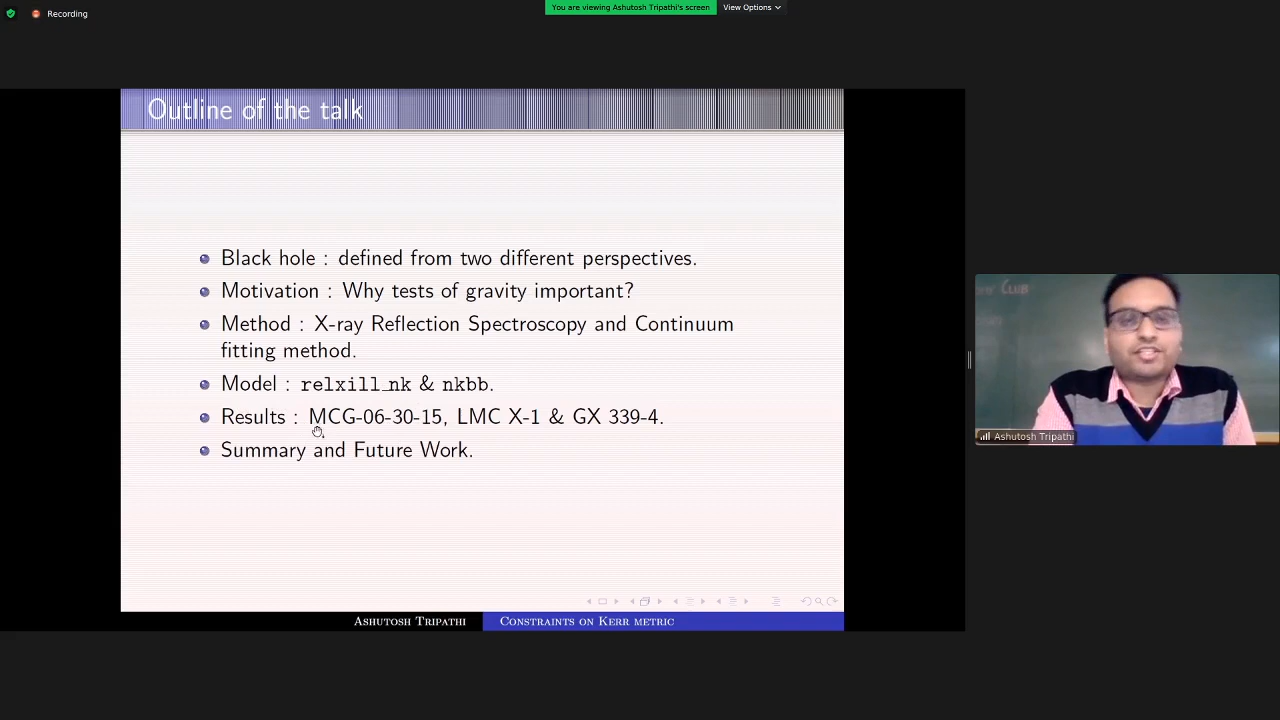 Recording
You are viewing Ashutosh Tripathi's screen
View Options
Outline of the talk
Black hole : defined from two different perspectives.
Motivation : Why tests of gravity important?
Method : X-ray Reflection Spectroscopy and Continuum
fitting method.
Model : relxill_nk & nkbb.
Results : MCG-06-30-15, LMC X-1 & GX 339-4.
Summary and Future Work.
Ashutosh Tripathi
Constraints on Kerr metric
Club
Ashutosh Tripathi